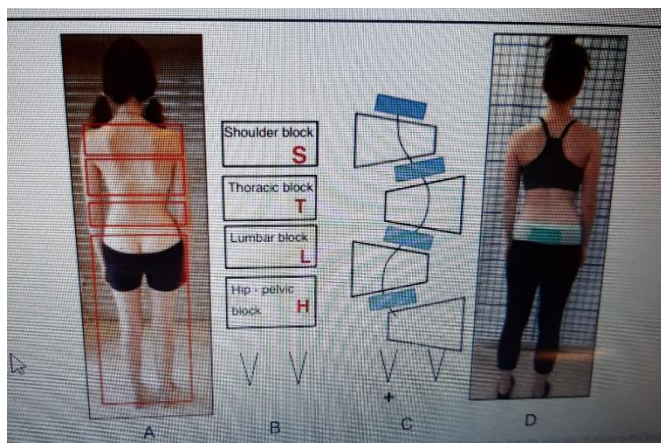 Shoulder block
S
Thoracic block
T
Lumbar block
L
Hip - pelvic
block H
+
A B C D